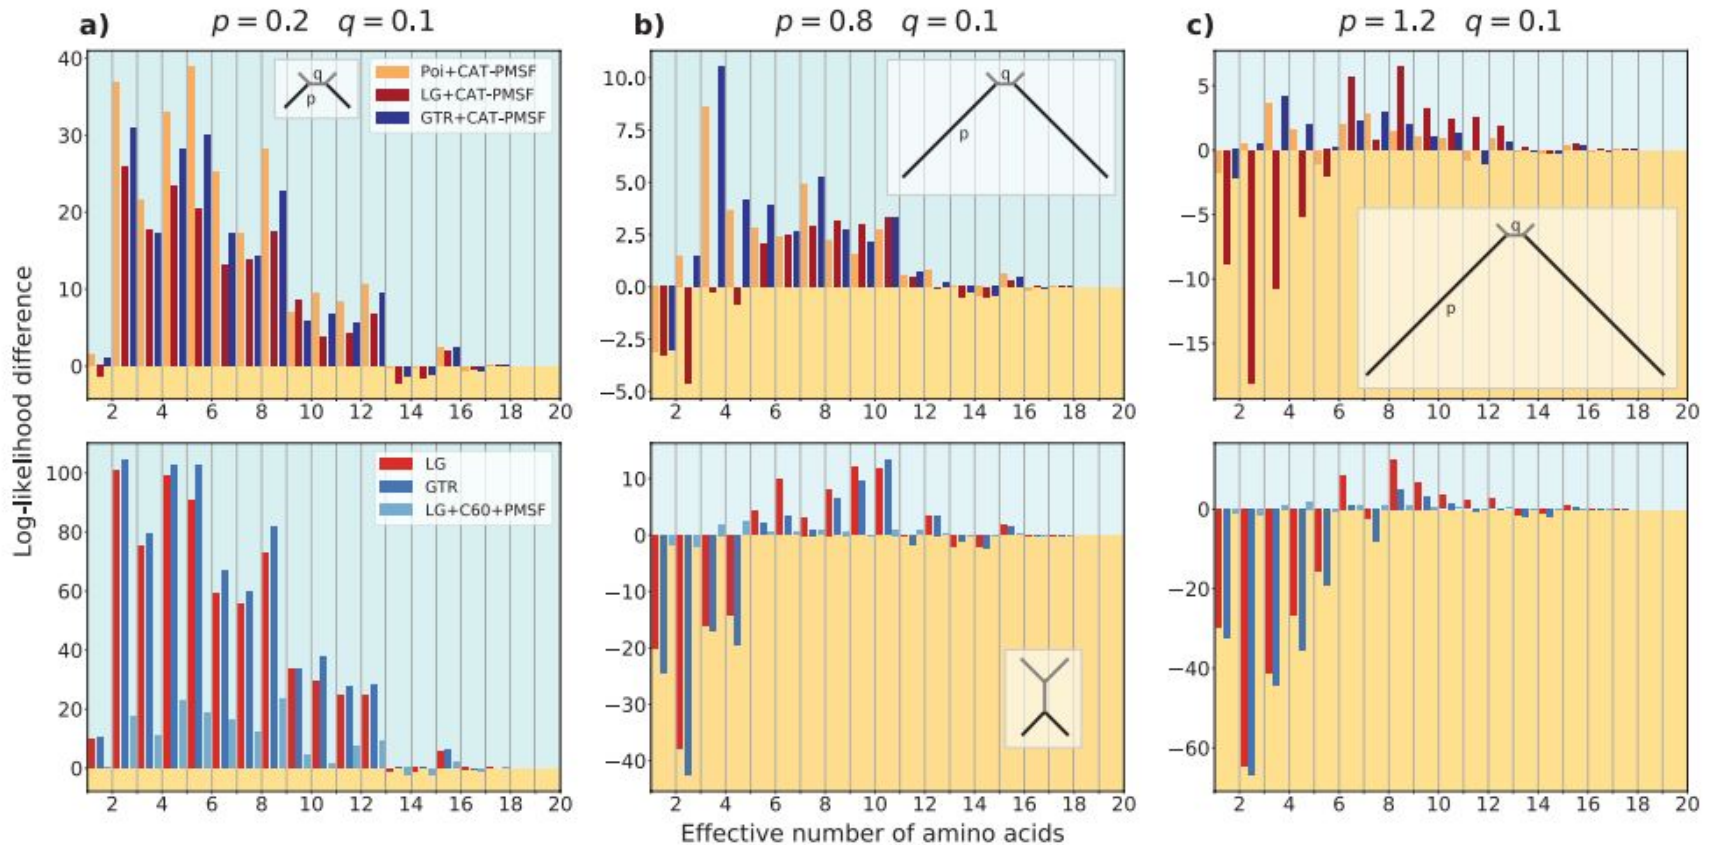 a) p = 0.2 q = 0.1
b) p = 0.8 q = 0.1
c) p = 1.2 q = 0.1
Log-likelihood difference
40
30
20
10
0
q
p
Poi+CAT-PMSF
LG+CAT-PMSF
GTR+CAT-PMSF
2 4 6 8 10 12 14 16 18 20
10.0
7.5
5.0
2.5
0.0
−2.5
−5.0
q
p
2 4 6 8 10 12 14 16 18 20
5
0
−5
−10
−15
q
p
2 4 6 8 10 12 14 16 18 20
100
80
60
40
20
0
LG
GTR
LG+C60+PMSF
2 4 6 8 10 12 14 16 18 20
10
0
−10
−20
−30
−40
2 4 6 8 10 12 14 16 18 20
0
−20
−40
−60
2 4 6 8 10 12 14 16 18 20
Effective number of amino acids